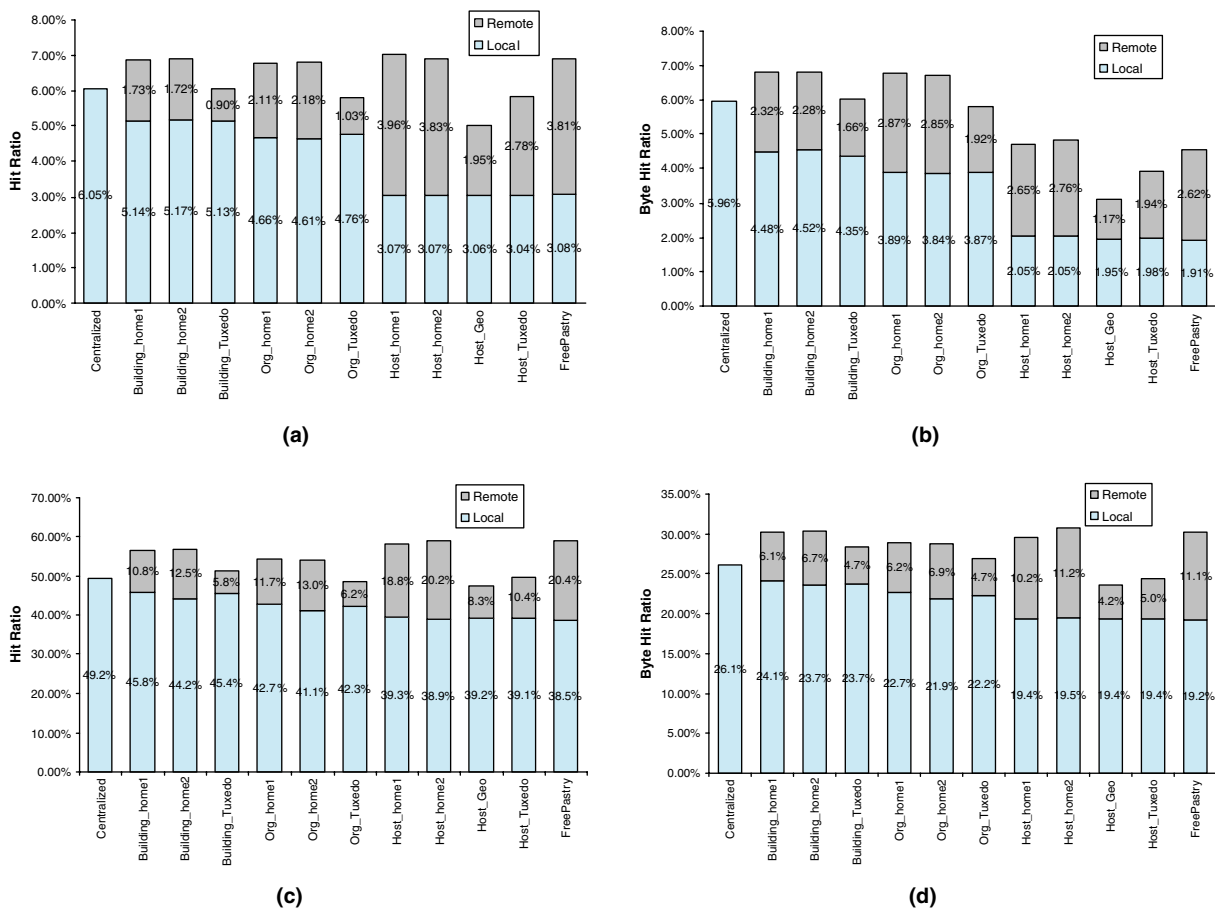 8.00%
7.00%
6.00%
5.00%
4.00%
3.00%
2.00%
1.00%
0.00%
Hit Ratio
Remote
Local
6.05%
1.73%
5.14%
1.72%
5.17%
0.90%
5.13%
2.11%
4.66%
2.18%
4.61%
1.03%
4.76%
3.96%
3.07%
3.83%
3.07%
1.95%
3.06%
2.78%
3.04%
3.81%
3.08%
Centralized
Building_home1
Building_home2
Building_Tuxedo
Org_home1
Org_home2
Org_Tuxedo
Host_home1
Host_home2
Host_Geo
Host_Tuxedo
FreePastry
(a)
8.00%
7.00%
6.00%
5.00%
4.00%
3.00%
2.00%
1.00%
0.00%
Byte Hit Ratio
Remote
Local
5.96%
2.32%
4.48%
2.28%
4.52%
1.66%
4.35%
2.87%
3.89%
2.85%
3.84%
1.92%
3.87%
2.65%
2.05%
2.76%
2.05%
1.17%
1.95%
1.94%
1.98%
2.62%
1.91%
Centralized
Building_home1
Building_home2
Building_Tuxedo
Org_home1
Org_home2
Org_Tuxedo
Host_home1
Host_home2
Host_Geo
Host_Tuxedo
FreePastry
(b)
70.00%
60.00%
50.00%
40.00%
30.00%
20.00%
10.00%
0.00%
Hit Ratio
Remote
Local
49.2%
10.8%
45.8%
12.5%
44.2%
5.8%
45.4%
11.7%
42.7%
13.0%
41.1%
6.2%
42.3%
18.8%
39.3%
20.2%
38.9%
8.3%
39.2%
10.4%
39.1%
20.4%
38.5%
Centralized
Building_home1
Building_home2
Building_Tuxedo
Org_home1
Org_home2
Org_Tuxedo
Host_home1
Host_home2
Host_Geo
Host_Tuxedo
FreePastry
(c)
35.00%
30.00%
25.00%
20.00%
15.00%
10.00%
5.00%
0.00%
Byte Hit Ratio
Remote
Local
26.1%
6.1%
24.1%
6.7%
23.7%
4.7%
23.7%
6.2%
22.7%
6.9%
21.9%
4.7%
22.2%
10.2%
19.4%
11.2%
19.5%
4.2%
19.4%
5.0%
19.4%
11.1%
19.2%
Centralized
Building_home1
Building_home2
Building_Tuxedo
Org_home1
Org_home2
Org_Tuxedo
Host_home1
Host_home2
Host_Geo
Host_Tuxedo
FreePastry
(d)